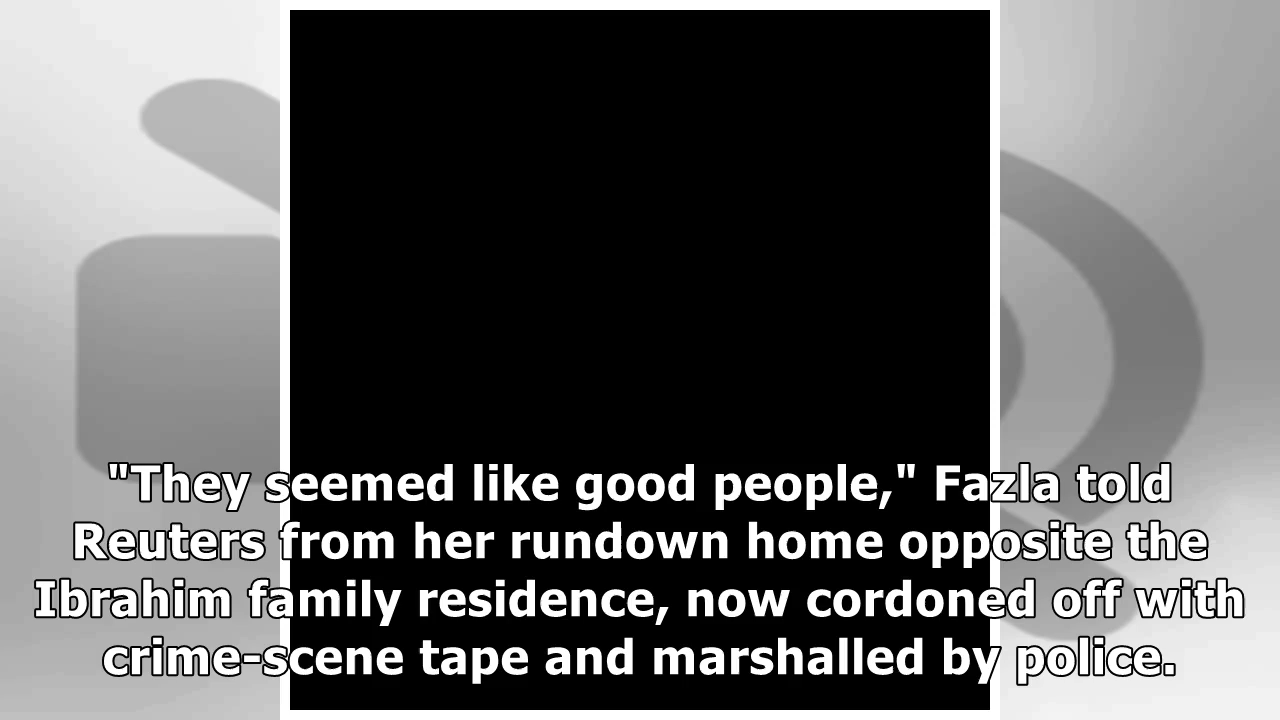 "They seemed like good people," Fazla told
Reuters from her rundown home opposite the
Ibrahim family residence, now cordoned off with
crime-scene tape and marshalled by police.